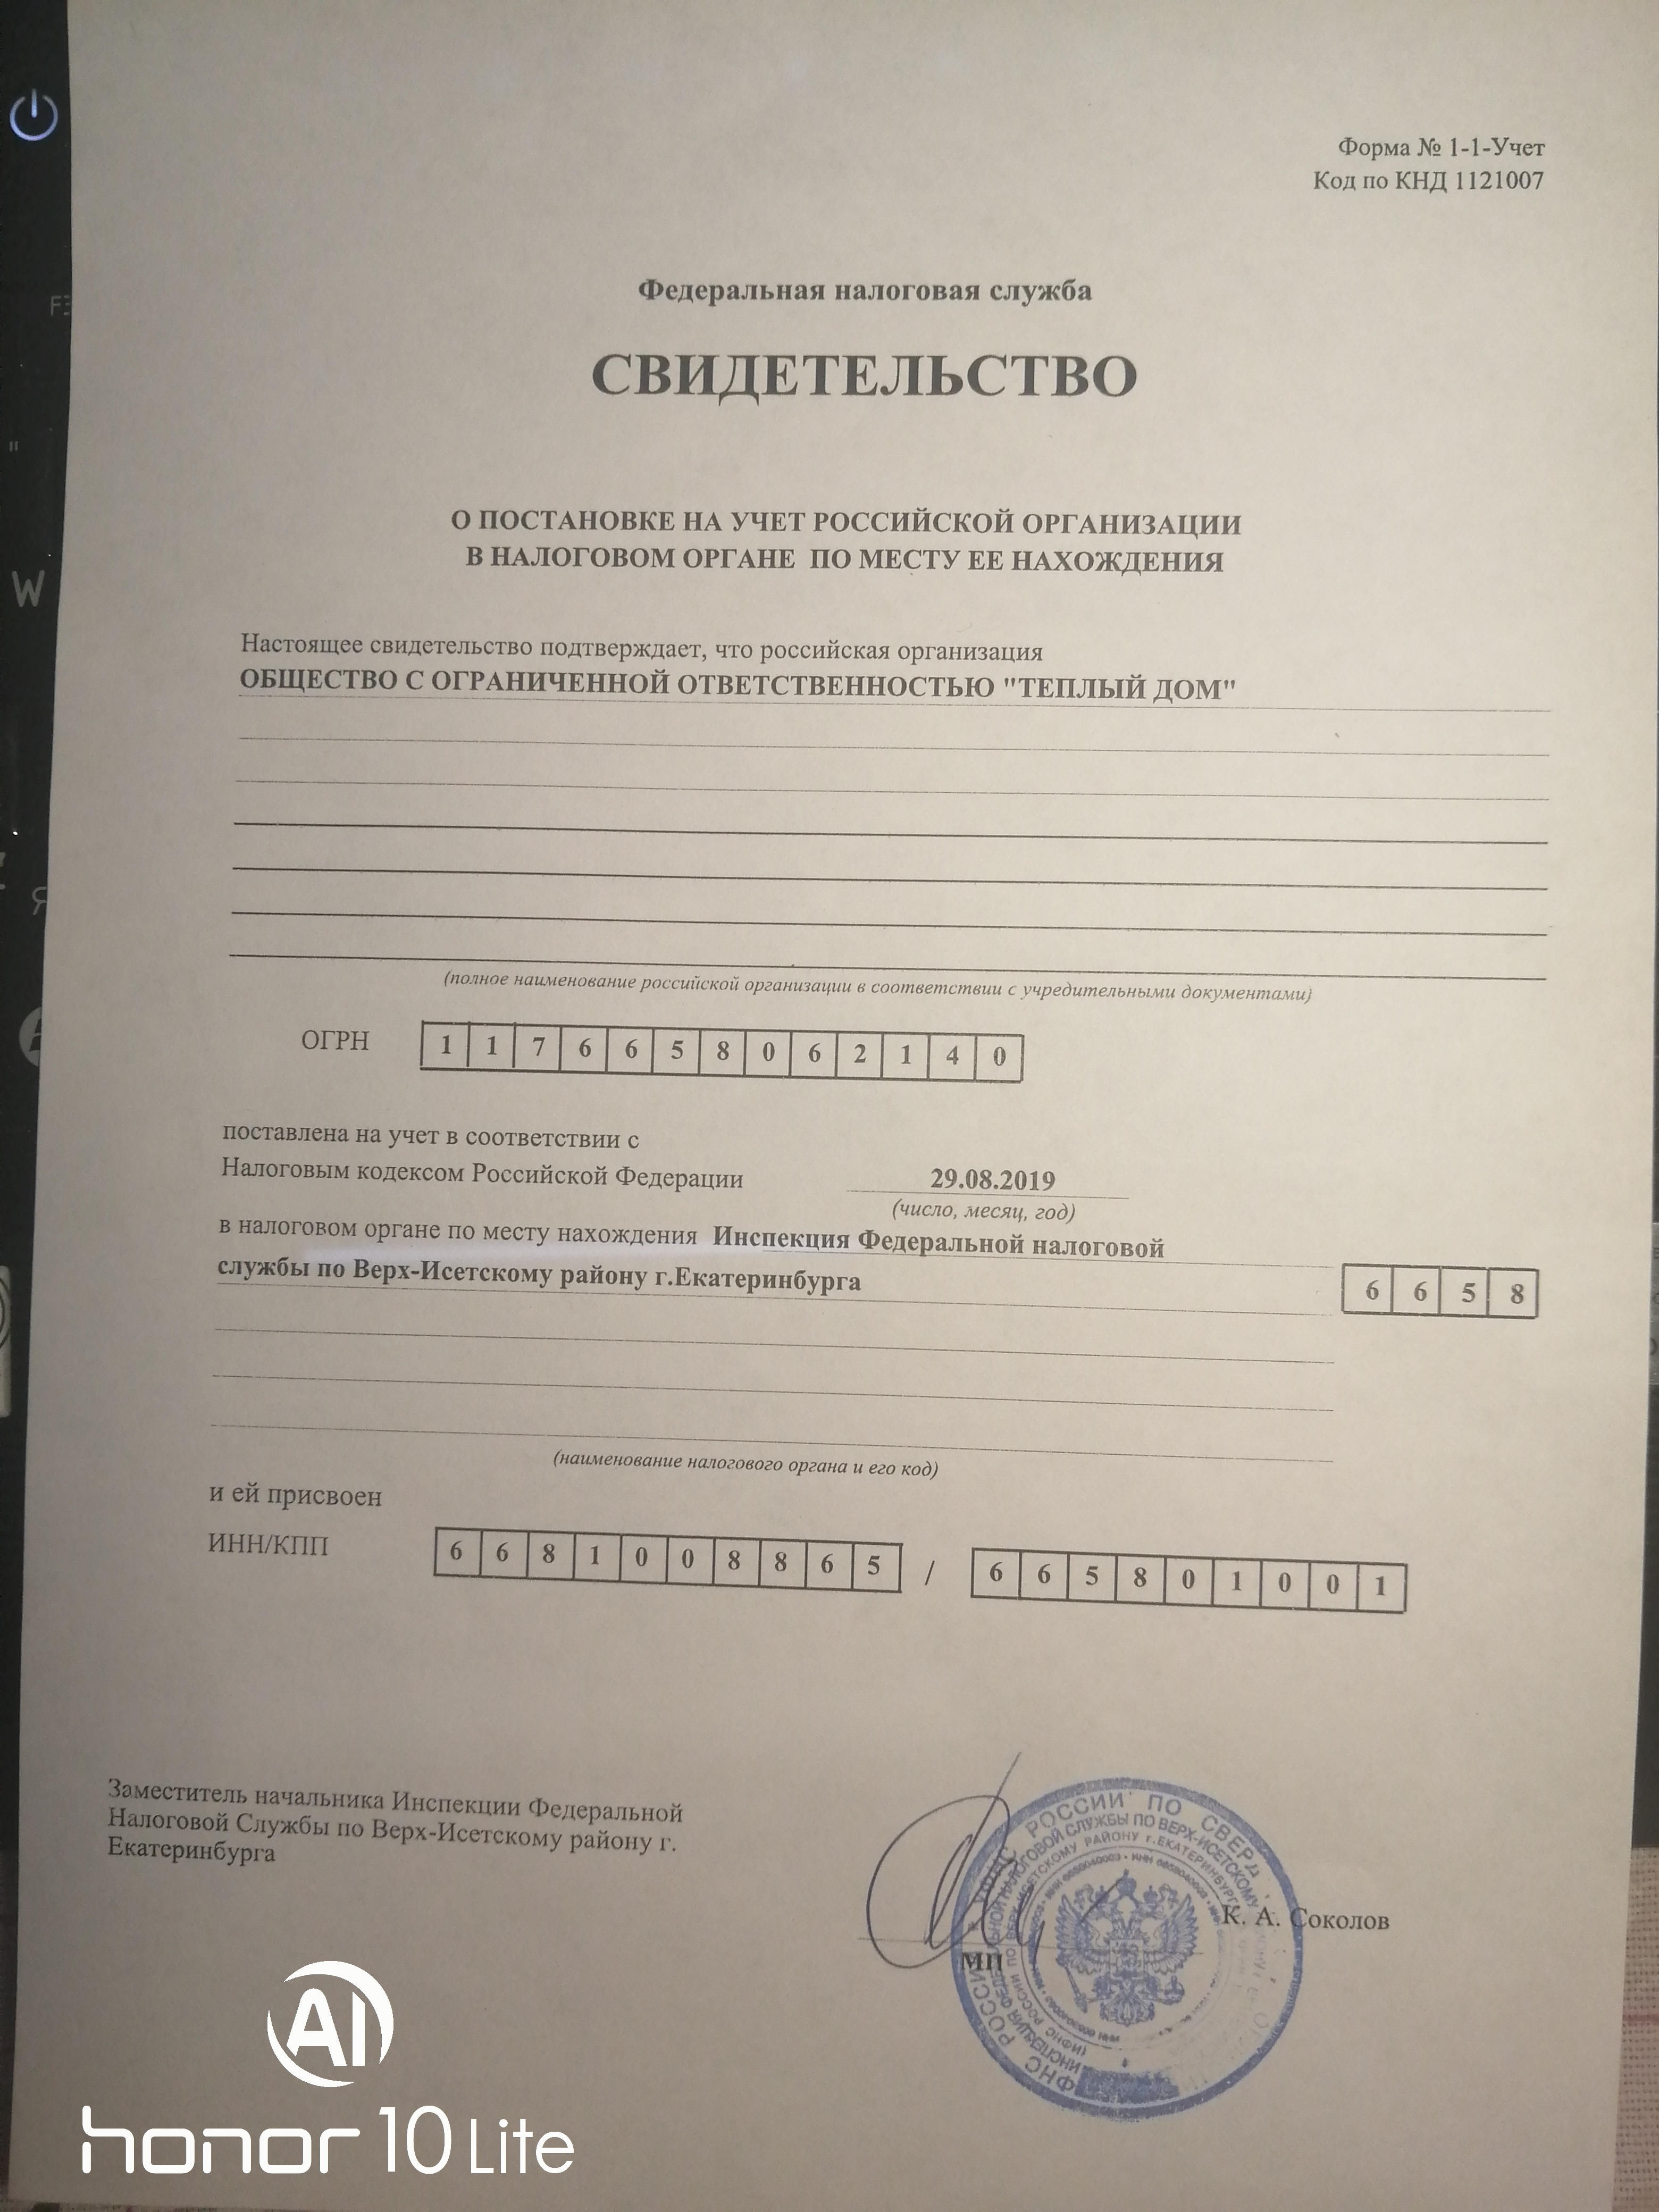 Форма № 1-1-Учет
Код по КНД 1121007
Федеральная налоговая служба
СВИДЕТЕЛЬСТВО
О ПОСТАНОВКЕ НА УЧЕТ РОССИЙСКОЙ ОРГАНИЗАЦИИ
В НАЛОГОВОМ ОРГАНЕ ПО МЕСТУ ЕЕ НАХОЖДЕНИЯ
Настоящее свидетельство подтверждает, что российская организация
ОБЩЕСТВО С ОГРАНИЧЕННОЙ ОТВЕТСТВЕННОСТЬЮ "ТЕПЛЫЙ ДОМ"
(полное наименование российской организации в соответствии с учредительными документами)
ОГРН 1 1 7 6 6 5 8 0 6 2 1 4 0
поставлена на учет в соответствии с
Налоговым кодексом Российской Федерации 29.08.2019
(число, месяц, год)
в налоговом органе по месту нахождения Инспекция Федеральной налоговой
службы по Верх-Исетскому району г.Екатеринбурга 6 6 5 8
(наименование налогового органа и его код)
и ей присвоен
ИНН/КПП 6 6 8 1 0 0 8 8 6 5 / 6 6 5 8 0 1 0 0 1
Заместитель начальника Инспекции Федеральной
Налоговой Службы по Верх-Исетскому району г.
Екатеринбурга
РОССИИ ПО СВЕРД
НАЛОГОВОЙ СЛУЖБЫ ПО ВЕРХ-ИСЕТСКОМУ
РАЙОНУ г.ЕКАТЕРИНБУРГА
ФНС РОССИ
К. А. Соколов
МП
AI
honor 10 Lite
W
Я